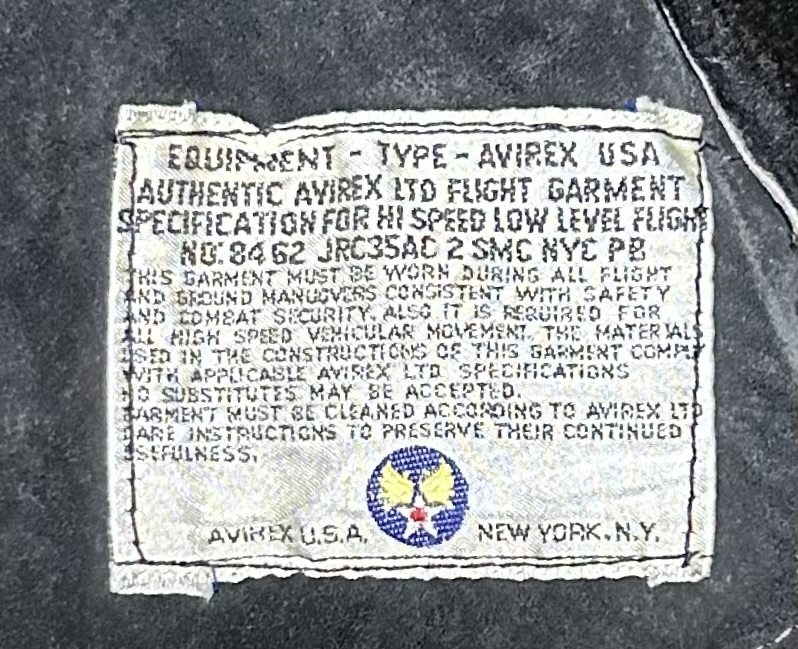 EQUIPMENT - TYPE - AVIREX USA
AUTHENTIC AVIREX LTD FLIGHT GARMENT
SPECIFICATION FOR HI SPEED LOW LEVEL FLIGHT
NO. 8462 JRC35AC 2 SMC NYC PB
THIS GARMENT MUST BE WORN DURING ALL FLIGHT
AND GROUND MANUOVERS CONSISTENT WITH SAFETY
AND COMBAT SECURITY. ALSO IT IS REQUIRED FOR
ALL HIGH SPEED VEHICULAR MOVEMENT. THE MATERIALS
USED IN THE CONSTRUCTIONS OF THIS GARMENT COMPLY
WITH APPLICABLE AVIREX LTD. SPECIFICATIONS
NO SUBSTITUTES MAY BE ACCEPTED.
GARMENT MUST BE CLEANED ACCORDING TO AVIREX LTD
CARE INSTRUCTIONS TO PRESERVE THEIR CONTINUED
USEFULNESS.
AVIREX U.S.A. NEW YORK. N.Y.